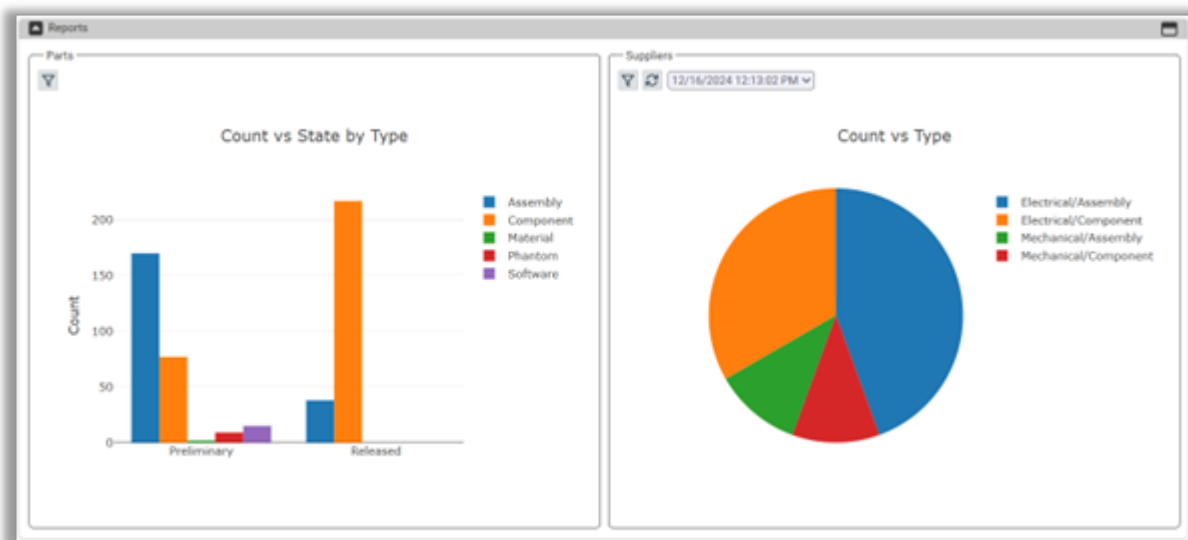 Reports
Parts
Count vs State by Type
Count
200
150
100
50
0
Preliminary
Released
Assembly
Component
Material
Phantom
Software
Suppliers
12/16/2024 12:13:02 PM
Count vs Type
Electrical/Assembly
Electrical/Component
Mechanical/Assembly
Mechanical/Component